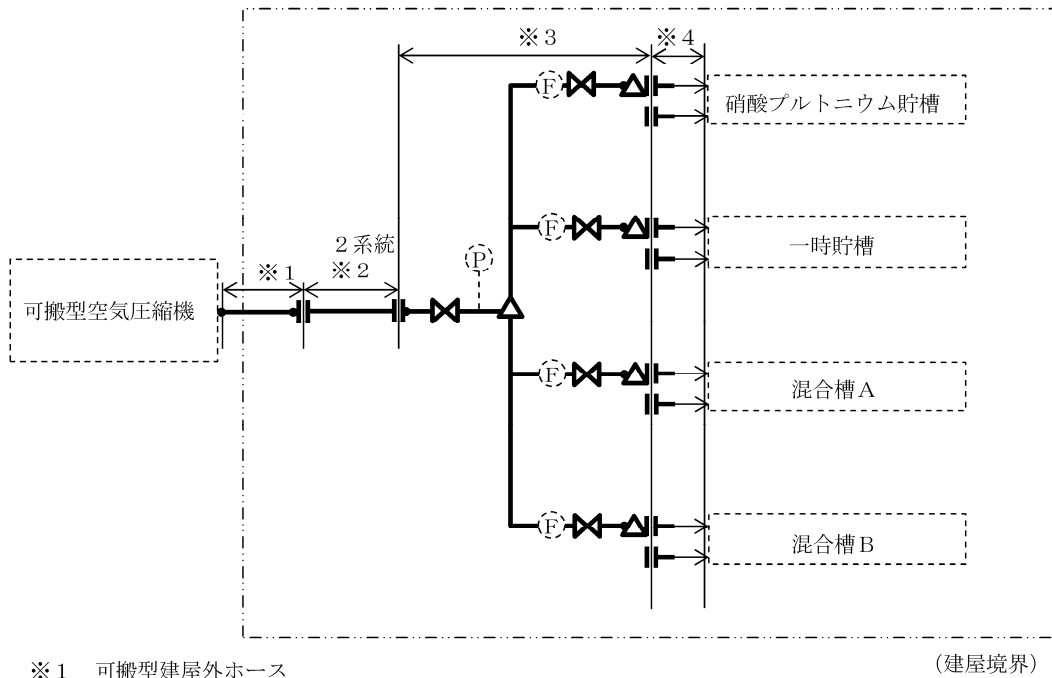 ※3
※4
F
硝酸プルトニウム貯槽
F
一時貯槽
2系統
※1
※2
P
可搬型空気圧縮機
F
混合槽A
F
混合槽B
※1 可搬型建屋外ホース
(建屋境界)